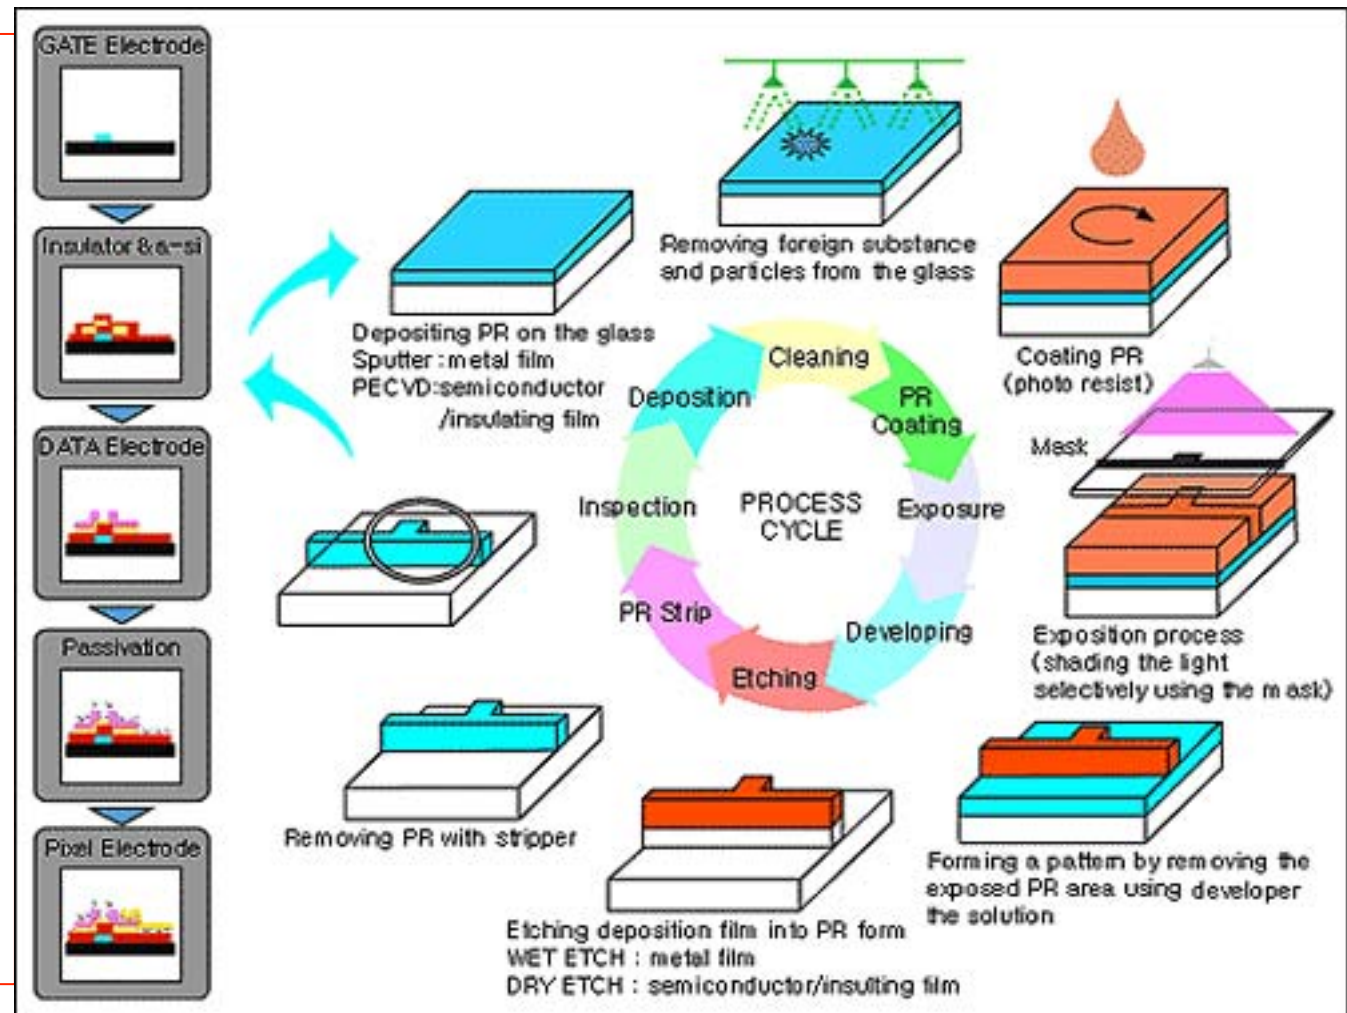 GATE Electrode
Insulator & a-si
DATA Electrode
Passivation
Pixel Electrode
Depositing PR on the glass
Sputter : metal film
PECVD:semiconductor
/insulating film
Removing foreign substance
and particles from the glass
Coating PR
(photo resist)
Mask
Exposition process
(shading the light
selectively using the mask)
Forming a pattern by removing the
exposed PR area using developer
the solution
Etching deposition film into PR form
WET ETCH : metal film
DRY ETCH : semiconductor/insulting film
Removing PR with stripper
PROCESS
CYCLE
Deposition
Cleaning
PR
Coating
Exposure
Developing
Etching
PR Strip
Inspection